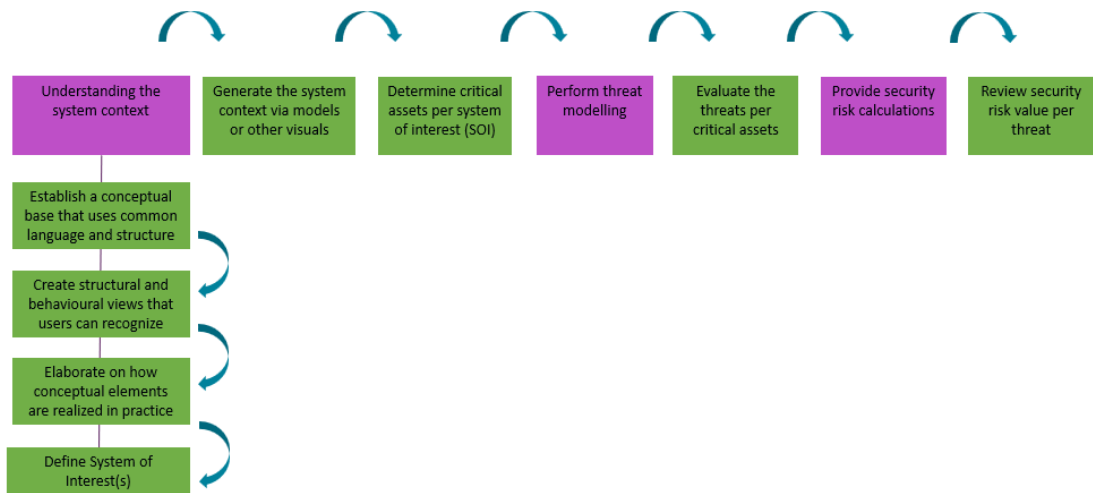 Understanding the
system context
Generate the system
context via models
or other visuals
Determine critical
assets per system
of interest (SOI)
Perform threat
modelling
Evaluate the
threats per
critical assets
Provide security
risk calculations
Review security
risk value per
threat
Establish a conceptual
base that uses common
language and structure
Create structural and
behavioural views that
users can recognize
Elaborate on how
conceptual elements
are realized in practice
Define System of
Interest(s)